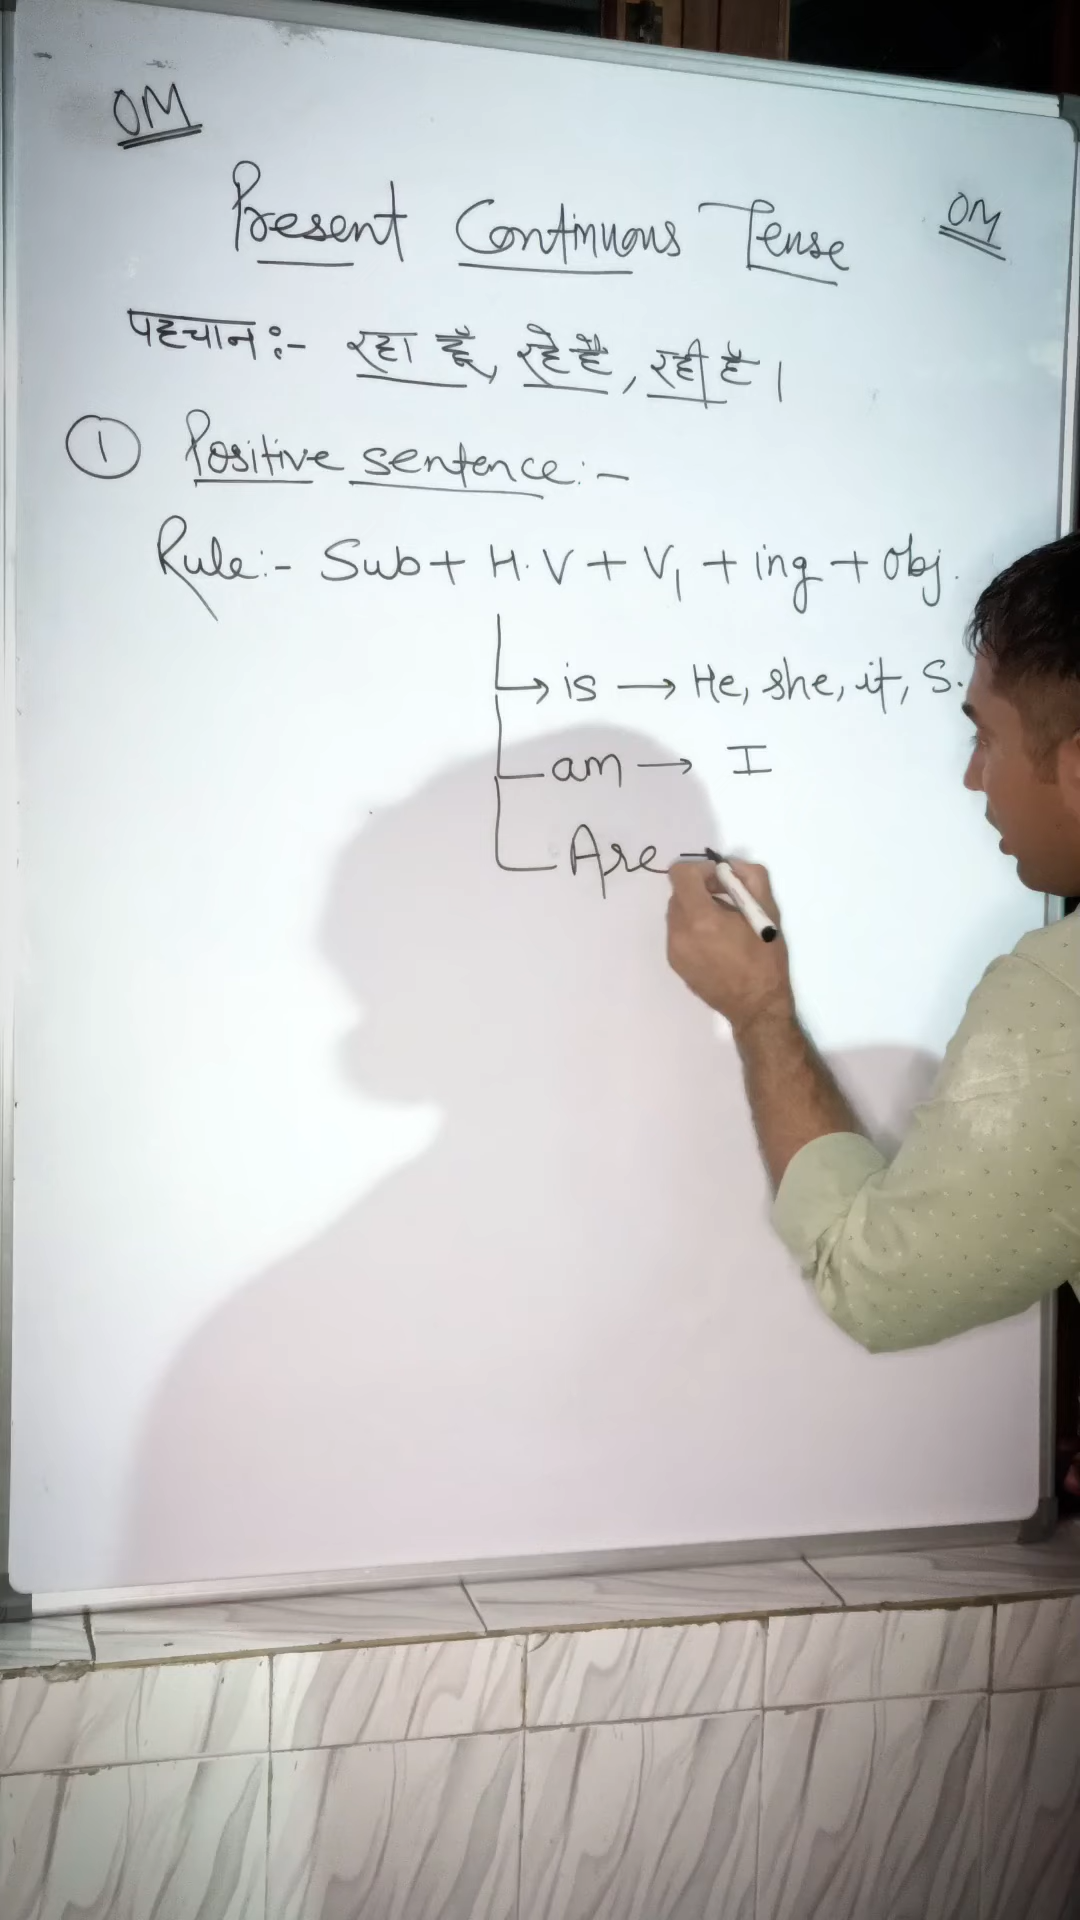 OM
Present Continuous Tense OM
पहचान :- रहा हूँ, रहे हैं, रही है।
① Positive sentence :-
Rule :- Sub + H.V + V₁ + ing + obj.
→ is → He, she, it, S.
am → I
Are →